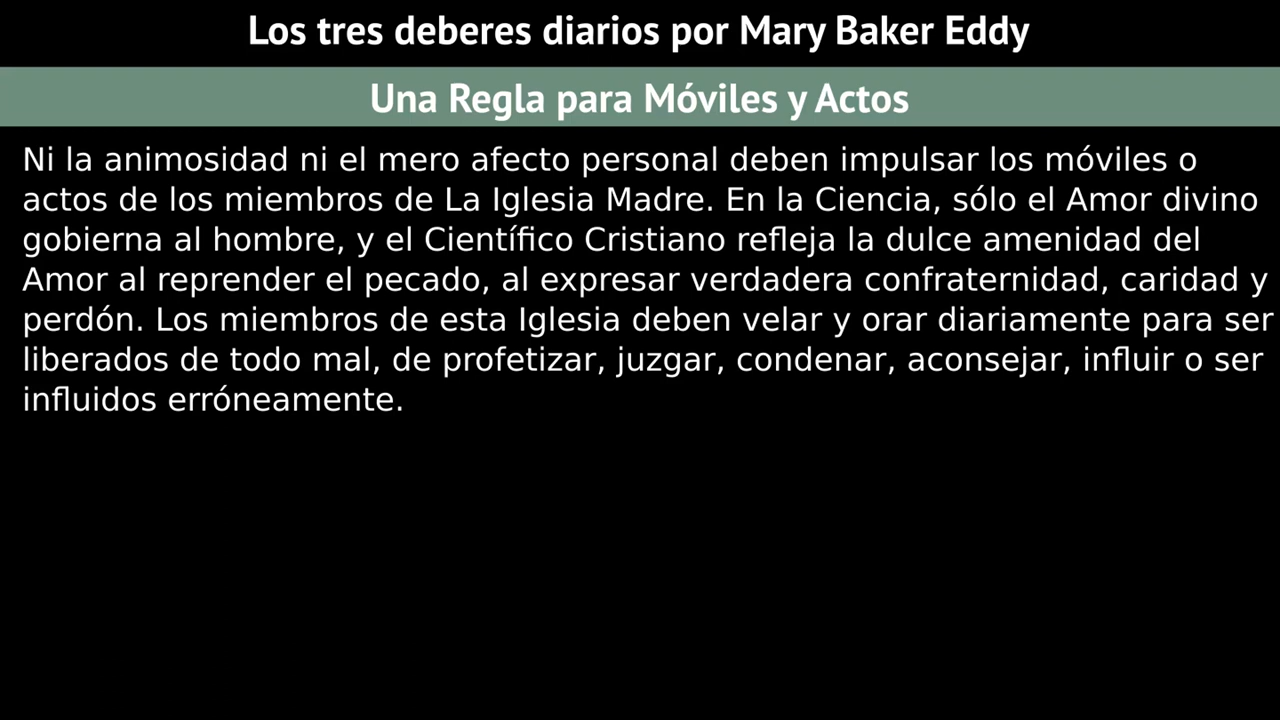 Los tres deberes diarios por Mary Baker Eddy
Una Regla para Móviles y Actos
Ni la animosidad ni el mero afecto personal deben impulsar los móviles o
actos de los miembros de La Iglesia Madre. En la Ciencia, sólo el Amor divino
gobierna al hombre, y el Científico Cristiano refleja la dulce amenidad del
Amor al reprender el pecado, al expresar verdadera confraternidad, caridad y
perdón. Los miembros de esta Iglesia deben velar y orar diariamente para ser
liberados de todo mal, de profetizar, juzgar, condenar, aconsejar, influir o ser
influidos erróneamente.